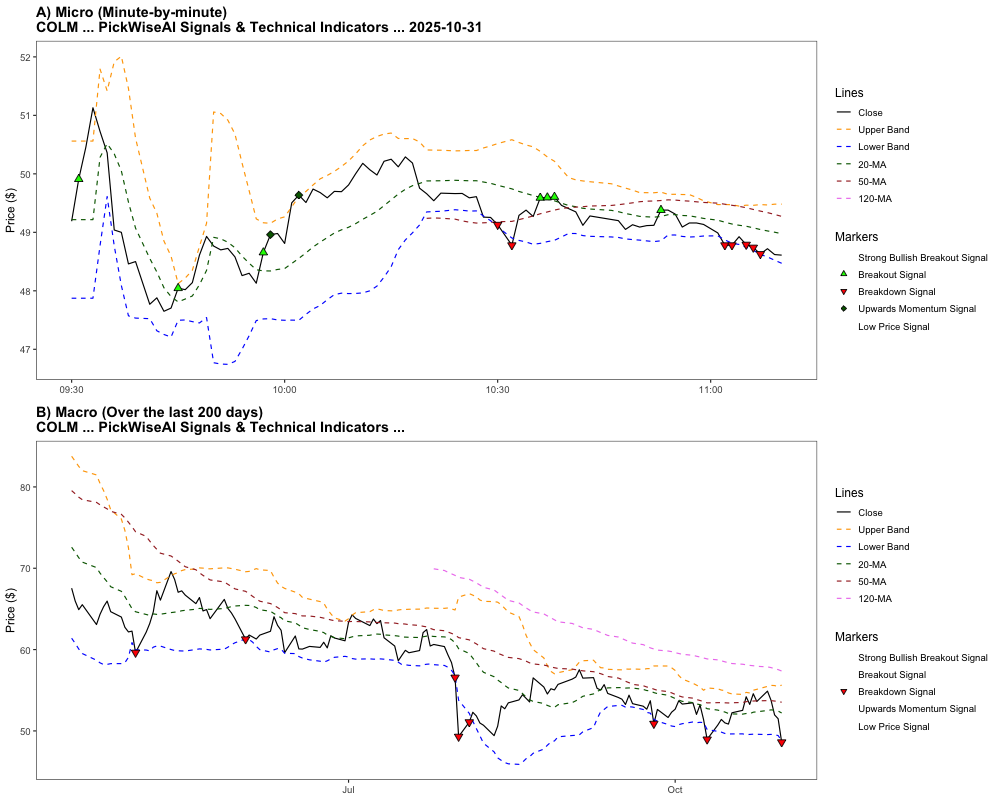 A) Micro (Minute-by-minute)
COLM ... PickWiseAI Signals & Technical Indicators ... 2025-10-31
Price ($)
52
51
50
49
48
47
09:30
10:00
10:30
11:00
Lines
Close
Upper Band
Lower Band
20-MA
50-MA
120-MA
Markers
Strong Bullish Breakout Signal
Breakout Signal
Breakdown Signal
Upwards Momentum Signal
Low Price Signal
B) Macro (Over the last 200 days)
COLM ... PickWiseAI Signals & Technical Indicators ...
Price ($)
80
70
60
50
Jul
Oct
Lines
Close
Upper Band
Lower Band
20-MA
50-MA
120-MA
Markers
Strong Bullish Breakout Signal
Breakout Signal
Breakdown Signal
Upwards Momentum Signal
Low Price Signal